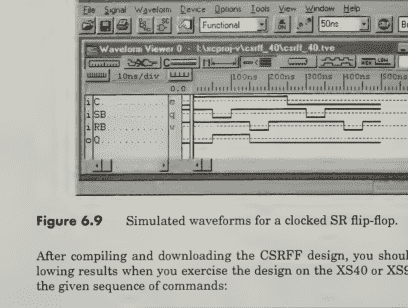 File Signal Waveform Device Options Tools View Window Help
Functional 50ns
Waveform Viewer 0 - k:\xcproj-v\csrff_40\csrff_40.tve
10ns/div 100ns 200ns 300ns 400ns 500ns
0.0
i C
i SB
i RB
o Q
Figure 6.9 Simulated waveforms for a clocked SR flip-flop.
After compiling and downloading the CSRFF design, you shoul
lowing results when you exercise the design on the XS40 or XS9
the given sequence of commands: